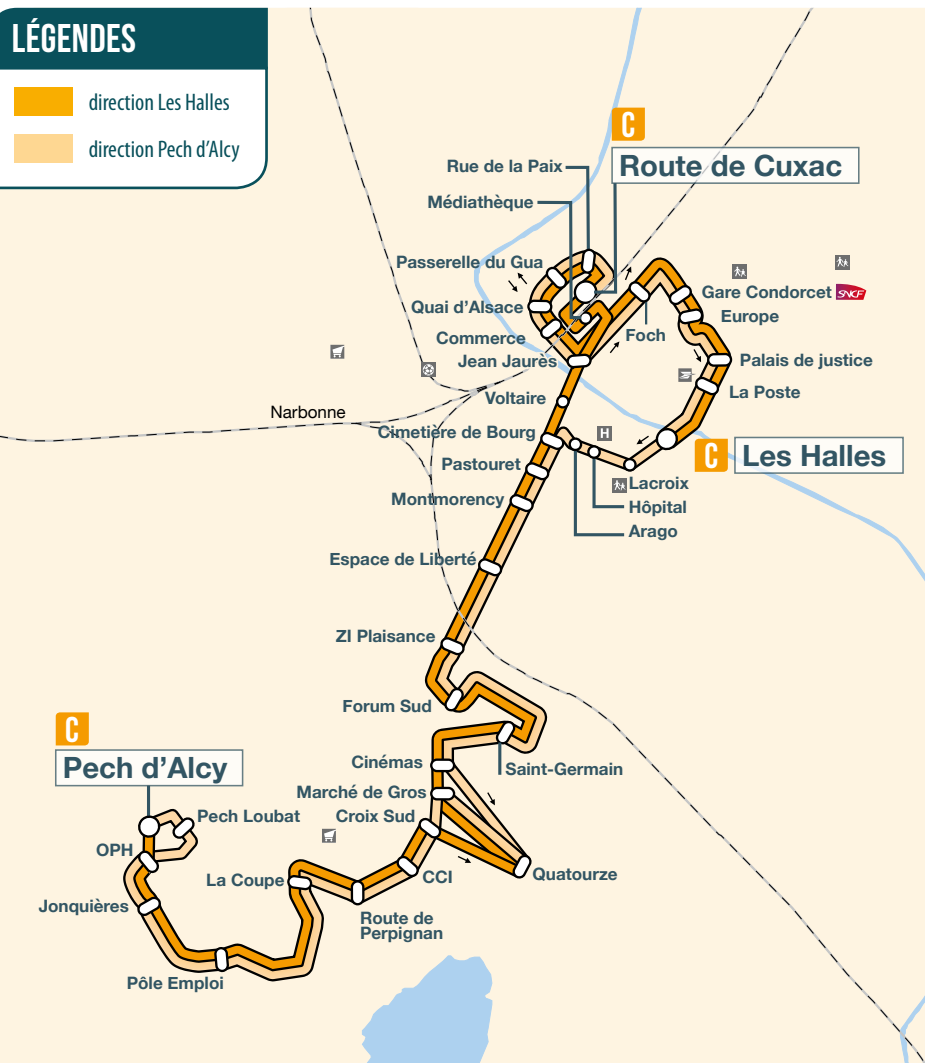 LÉGENDES
direction Les Halles
direction Pech d'Alcy
C
Route de Cuxac
Rue de la Paix
Médiathèque
Passerelle du Gua
Quai d'Alsace
Commerce
Jean Jaurès
Foch
Gare Condorcet SNCF
Europe
Palais de justice
La Poste
Voltaire
Narbonne
Cimetière de Bourg
H
C
Les Halles
Pastouret
Lacroix
Montmorency
Hôpital
Arago
Espace de Liberté
ZI Plaisance
Forum Sud
C
Pech d'Alcy
Cinémas
Saint-Germain
Marché de Gros
Croix Sud
Pech Loubat
OPH
La Coupe
CCI
Quatourze
Jonquières
Route de
Perpignan
Pôle Emploi